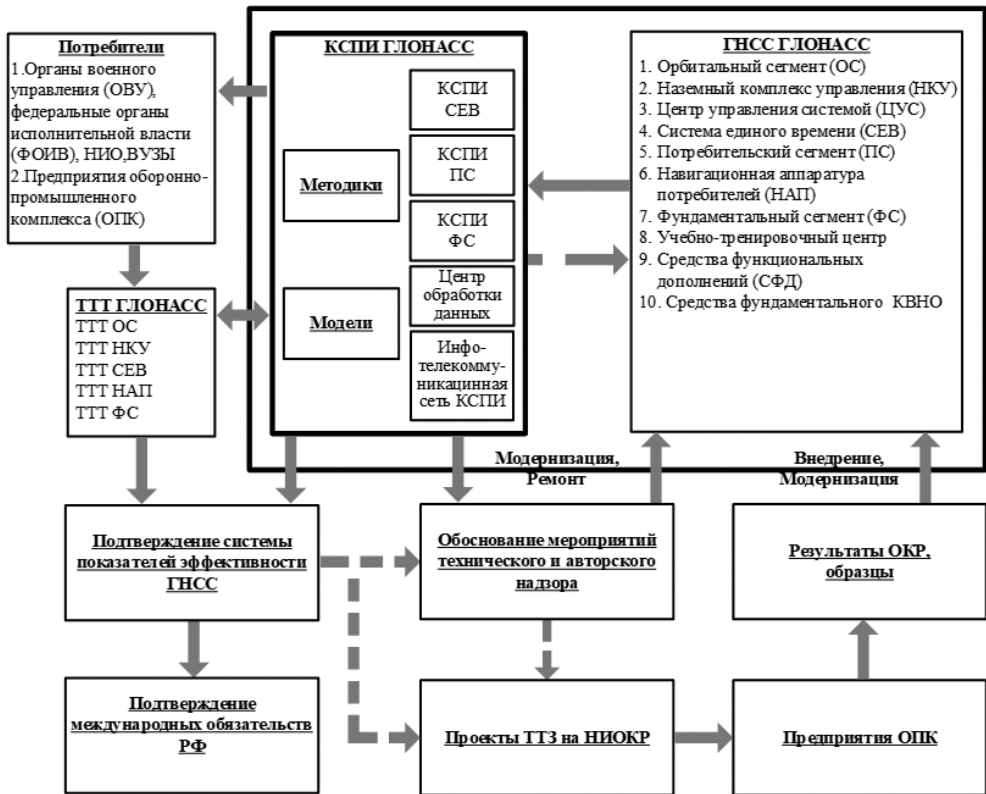 Потребители
1.Органы военного
управления (ОВУ),
федеральные органы
исполнительной власти
(ФОИВ), НИО,ВУЗЫ
2.Предприятия оборонно-
промышленного
комплекса (ОПК)
КСПИ ГЛОНАСС
Методики
Модели
КСПИ
СЕВ
КСПИ
ПС
КСПИ
ФС
Центр
обработки
данных
Инфо-
телекомму-
никацинная
сеть КСПИ
ГНСС ГЛОНАСС
1. Орбитальный сегмент (ОС)
2. Наземный комплекс управления (НКУ)
3. Центр управления системой (ЦУС)
4. Система единого времени (СЕВ)
5. Потребительский сегмент (ПС)
6. Навигационная аппаратура
потребителей (НАП)
7. Фундаментальный сегмент (ФС)
8. Учебно-тренировочный центр
9. Средства функциональных
дополнений (СФД)
10. Средства фундаментального КВНО
ТТТ ГЛОНАСС
ТТТ ОС
ТТТ НКУ
ТТТ СЕВ
ТТТ НАП
ТТТ ФС
Модернизация,
Ремонт
Внедрение,
Модернизация
Подтверждение системы
показателей эффективности
ГНСС
Обоснование мероприятий
технического и авторского
надзора
Результаты ОКР,
образцы
Подтверждение
международных обязательств
РФ
Проекты ТТЗ на НИОКР
Предприятия ОПК